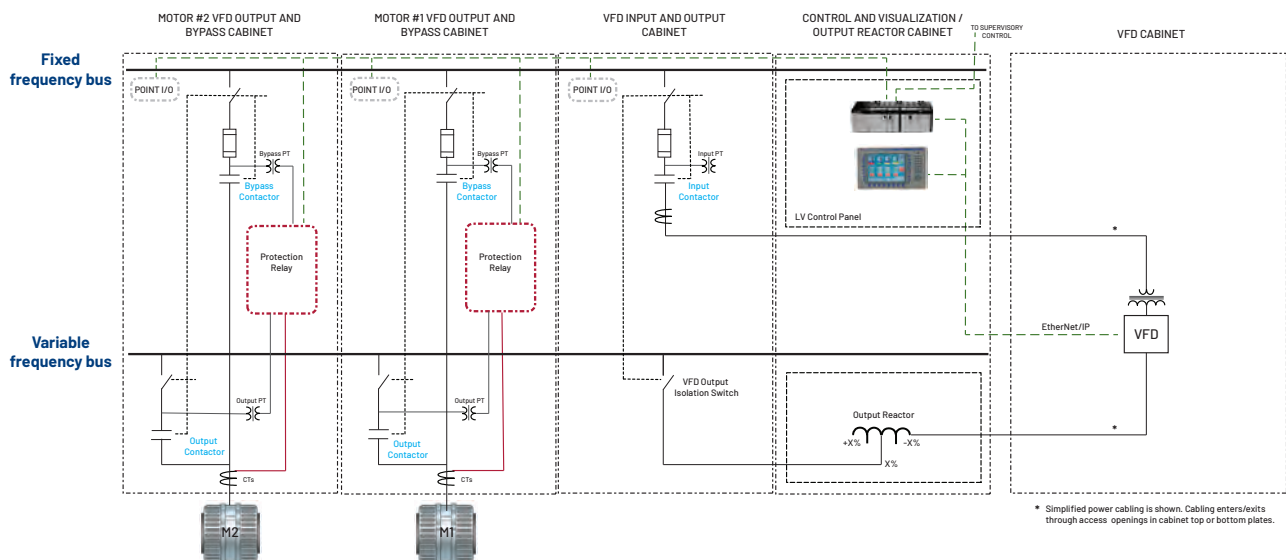 MOTOR #2 VFD OUTPUT AND
BYPASS CABINET
MOTOR #1 VFD OUTPUT AND
BYPASS CABINET
VFD INPUT AND OUTPUT
CABINET
CONTROL AND VISUALIZATION /
OUTPUT REACTOR CABINET
TO SUPERVISORY
CONTROL
VFD CABINET
Fixed
frequency bus
POINT I/O
POINT I/O
POINT I/O
Bypass PT
Bypass PT
Input PT
Bypass
Contactor
Bypass
Contactor
Input
Contactor
LV Control Panel
*
Protection
Relay
Protection
Relay
EtherNet/IP
VFD
Variable
frequency bus
VFD Output
Isolation Switch
Output PT
Output PT
Output Reactor
+X%
-X%
X%
*
Output
Contactor
Output
Contactor
CTs
CTs
M2
M1
* Simplified power cabling is shown. Cabling enters/exits
through access openings in cabinet top or bottom plates.